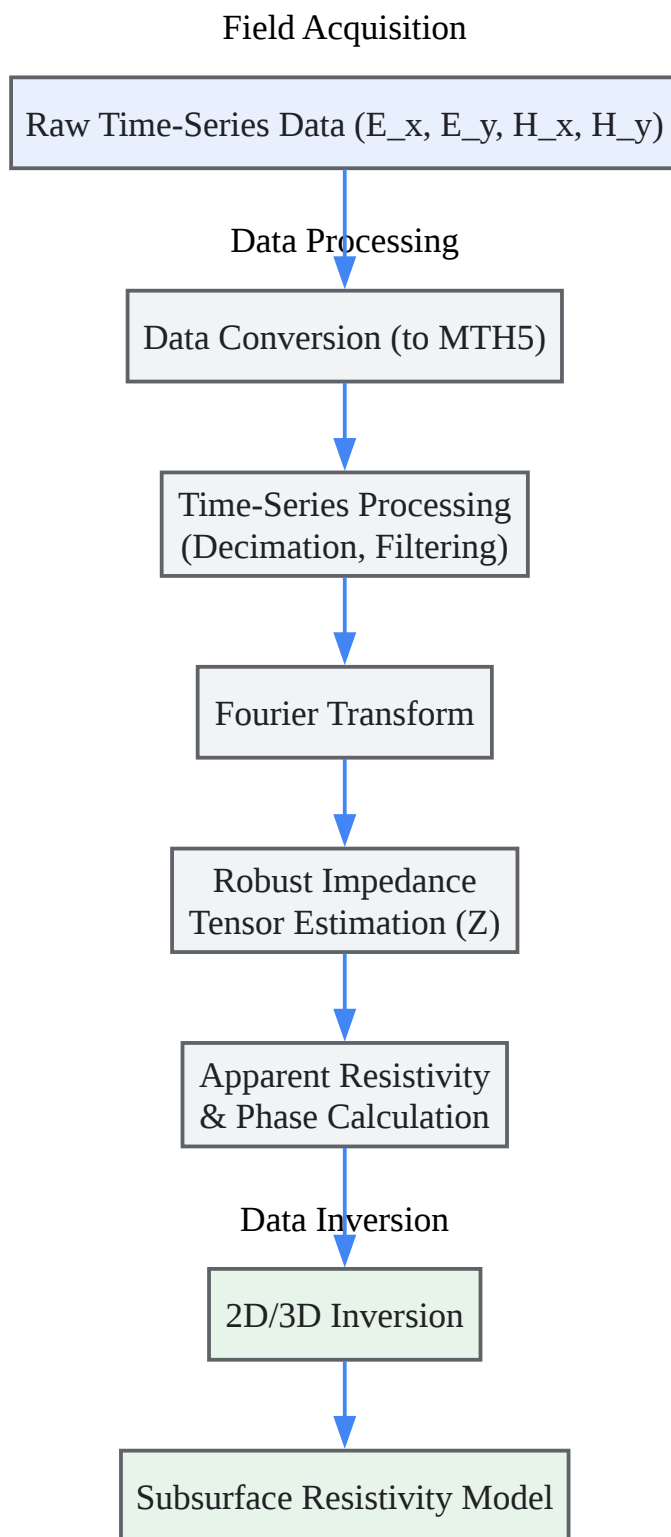 Field Acquisition
Raw Time-Series Data (E_x, E_y, H_x, H_y)
Data Processing
Data Conversion (to MTH5)
Time-Series Processing
(Decimation, Filtering)
Fourier Transform
Robust Impedance
Tensor Estimation (Z)
Apparent Resistivity
& Phase Calculation
Data Inversion
2D/3D Inversion
Subsurface Resistivity Model